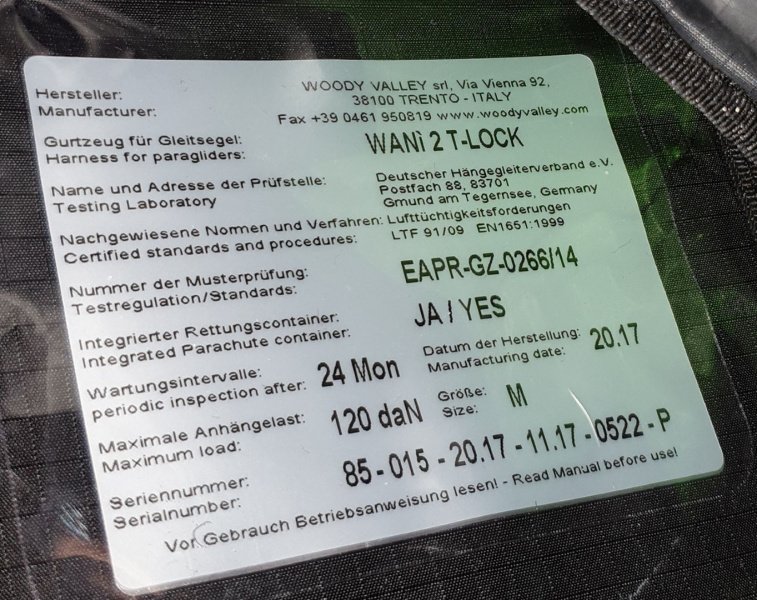 Hersteller: WOODY VALLEY srl, Via Vienna 92,
Manufacturer: 38100 TRENTO - ITALY
Fax +39 0461 950819 www.woodyvalley.com
Gurtzeug für Gleitsegel: WANI 2 T-LOCK
Harness for paragliders:
Name und Adresse der Prüfstelle: Deutscher Hängegleiterverband e.V.
Testing Laboratory Postfach 88, 83701
Gmund am Tegernsee, Germany
Nachgewiesene Normen und Verfahren: Lufttüchtigkeitsforderungen
Certified standards and procedures: LTF 91/09 EN1651:1999
Nummer der Musterprüfung: EAPR-GZ-0266/14
Testregulation/Standards:
Integrierter Rettungscontainer: JA / YES
Integrated Parachute container:
Wartungsintervalle: 24 Mon Datum der Herstellung: 20.17
periodic inspection after: Manufacturing date:
Maximale Anhängelast: 120 daN Größe: M
Maximum load: Size:
Seriennummer: 85 - 015 - 20.17 - 11.17 - 0522 - P
Serialnumber:
Vor Gebrauch Betriebsanweisung lesen! - Read Manual before use!